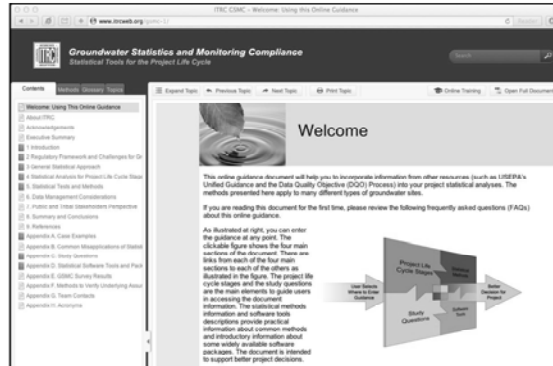 ITRC GSMC - Welcome: Using this Online Guidance
www.itrcweb.org/gsmc-1/
Reader
ITRC
Groundwater Statistics and Monitoring Compliance
Statistical Tools for the Project Life Cycle
Search
Contents Methods Glossary Topics
Expand Topic Previous Topic Next Topic Print Topic Online Training Open Full Document
Welcome: Using This Online Guidance
About ITRC
Acknowledgements
Executive Summary
1 Introduction
2 Regulatory Framework and Challenges for Gr
3 General Statistical Approach
4 Statistical Analysis for Project Life Cycle Stage
5. Statistical Tests and Methods
6. Data Management Considerations
7. Public and Tribal Stakeholders Perspective
8. Summary and Conclusions
9. References
Appendix A. Case Examples
Appendix B: Common Misapplications of Statist
Appendix C. Study Questions
Appendix D. Statistical Software Tools and Pack
Appendix E. GSMC Survey Results
Appendix F. Methods to Verify Underlying Assu
Appendix G. Team Contacts
Appendix H. Acronyms
Welcome
This online guidance document will help you to incorporate information from other resources (such as USEPA's
Unified Guidance and the Data Quality Objective (DQO) Process) into your project statistical analyses. The
methods presented here apply to many different types of groundwater sites.
If you are reading this document for the first time, please review the following frequently asked questions (FAQs)
about this online guidance.
As illustrated at right, you can enter
the guidance at any point. The
clickable figure shows the four main
sections of the document. There are
links from each of the four main
sections to each of the others as
illustrated in the figure. The project life
cycle stages and the study questions
are the main elements to guide users
in accessing the document
information. The statistical methods
information and software tools
descriptions provide practical
information about common methods
and introductory information about
some widely available software
packages. The document is intended
to support better project decisions.
User Selects
Where to Enter
Guidance
Project Life
Cycle Stages
Statistical
Methods
Study
Questions
Software
Tools
Better
Decision for
Project